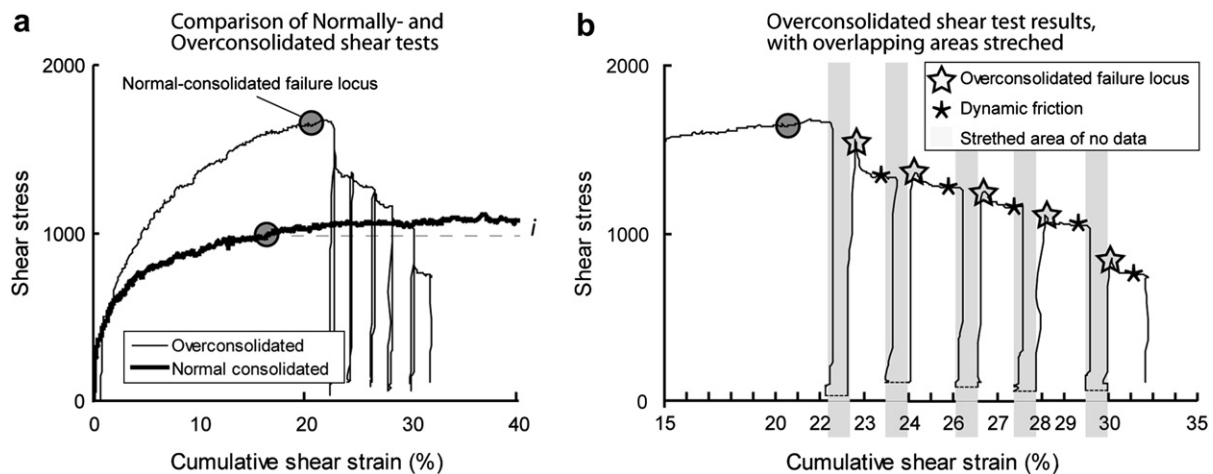 a
Comparison of Normally- and
Overconsolidated shear tests
2000
1000
0
Shear stress
Normal-consolidated failure locus
i
Overconsolidated
Normal consolidated
0 10 20 30 40
Cumulative shear strain (%)
b
Overconsolidated shear test results,
with overlapping areas streched
2000
1000
0
Shear stress
Overconsolidated failure locus
Dynamic friction
Strethed area of no data
15 20 22 23 24 26 27 28 29 30 35
Cumulative shear strain (%)